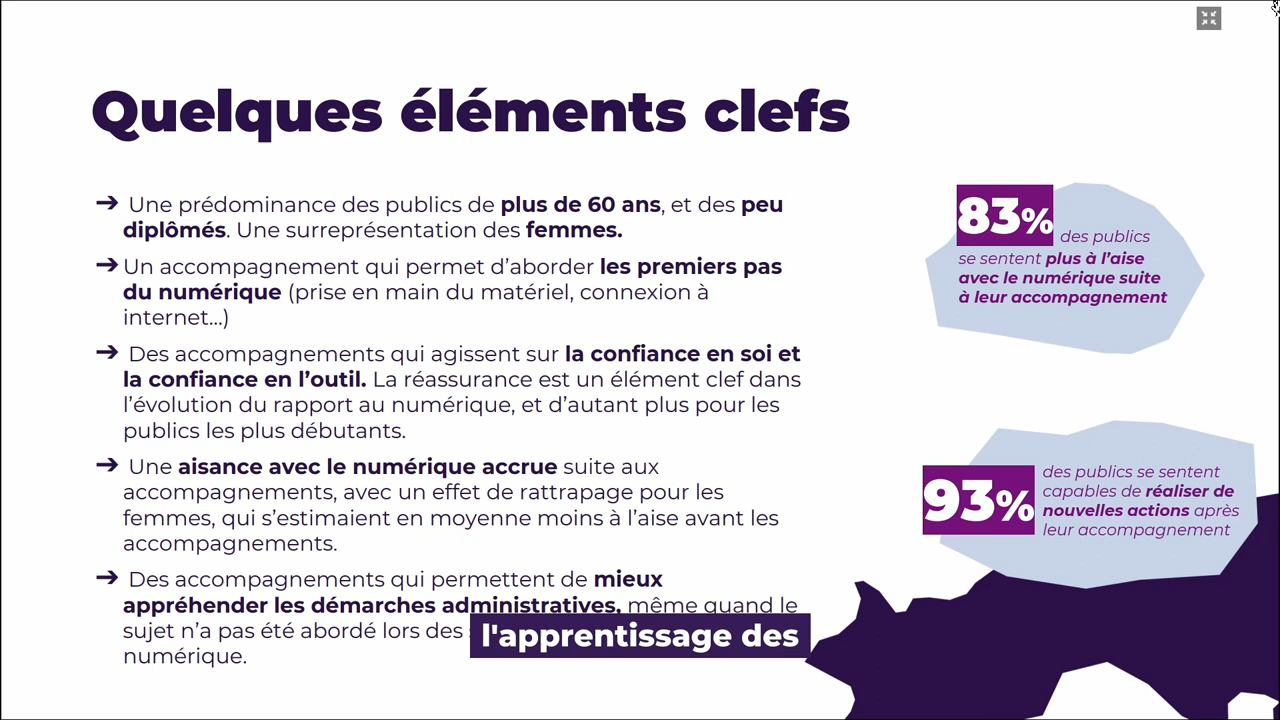 Quelques éléments clefs
➔ Une prédominance des publics de plus de 60 ans, et des peu
diplômés. Une surreprésentation des femmes.
➔ Un accompagnement qui permet d’aborder les premiers pas
du numérique (prise en main du matériel, connexion à
internet…)
➔ Des accompagnements qui agissent sur la confiance en soi et
la confiance en l’outil. La réassurance est un élément clef dans
l’évolution du rapport au numérique, et d’autant plus pour les
publics les plus débutants.
➔ Une aisance avec le numérique accrue suite aux
accompagnements, avec un effet de rattrapage pour les
femmes, qui s’estimaient en moyenne moins à l’aise avant les
accompagnements.
➔ Des accompagnements qui permettent de mieux
appréhender les démarches administratives, même quand le
sujet n’a pas été abordé lors des
numérique.
83% des publics
se sentent plus à l’aise
avec le numérique suite
à leur accompagnement
93% des publics se sentent
capables de réaliser de
nouvelles actions après
leur accompagnement
l'apprentissage des